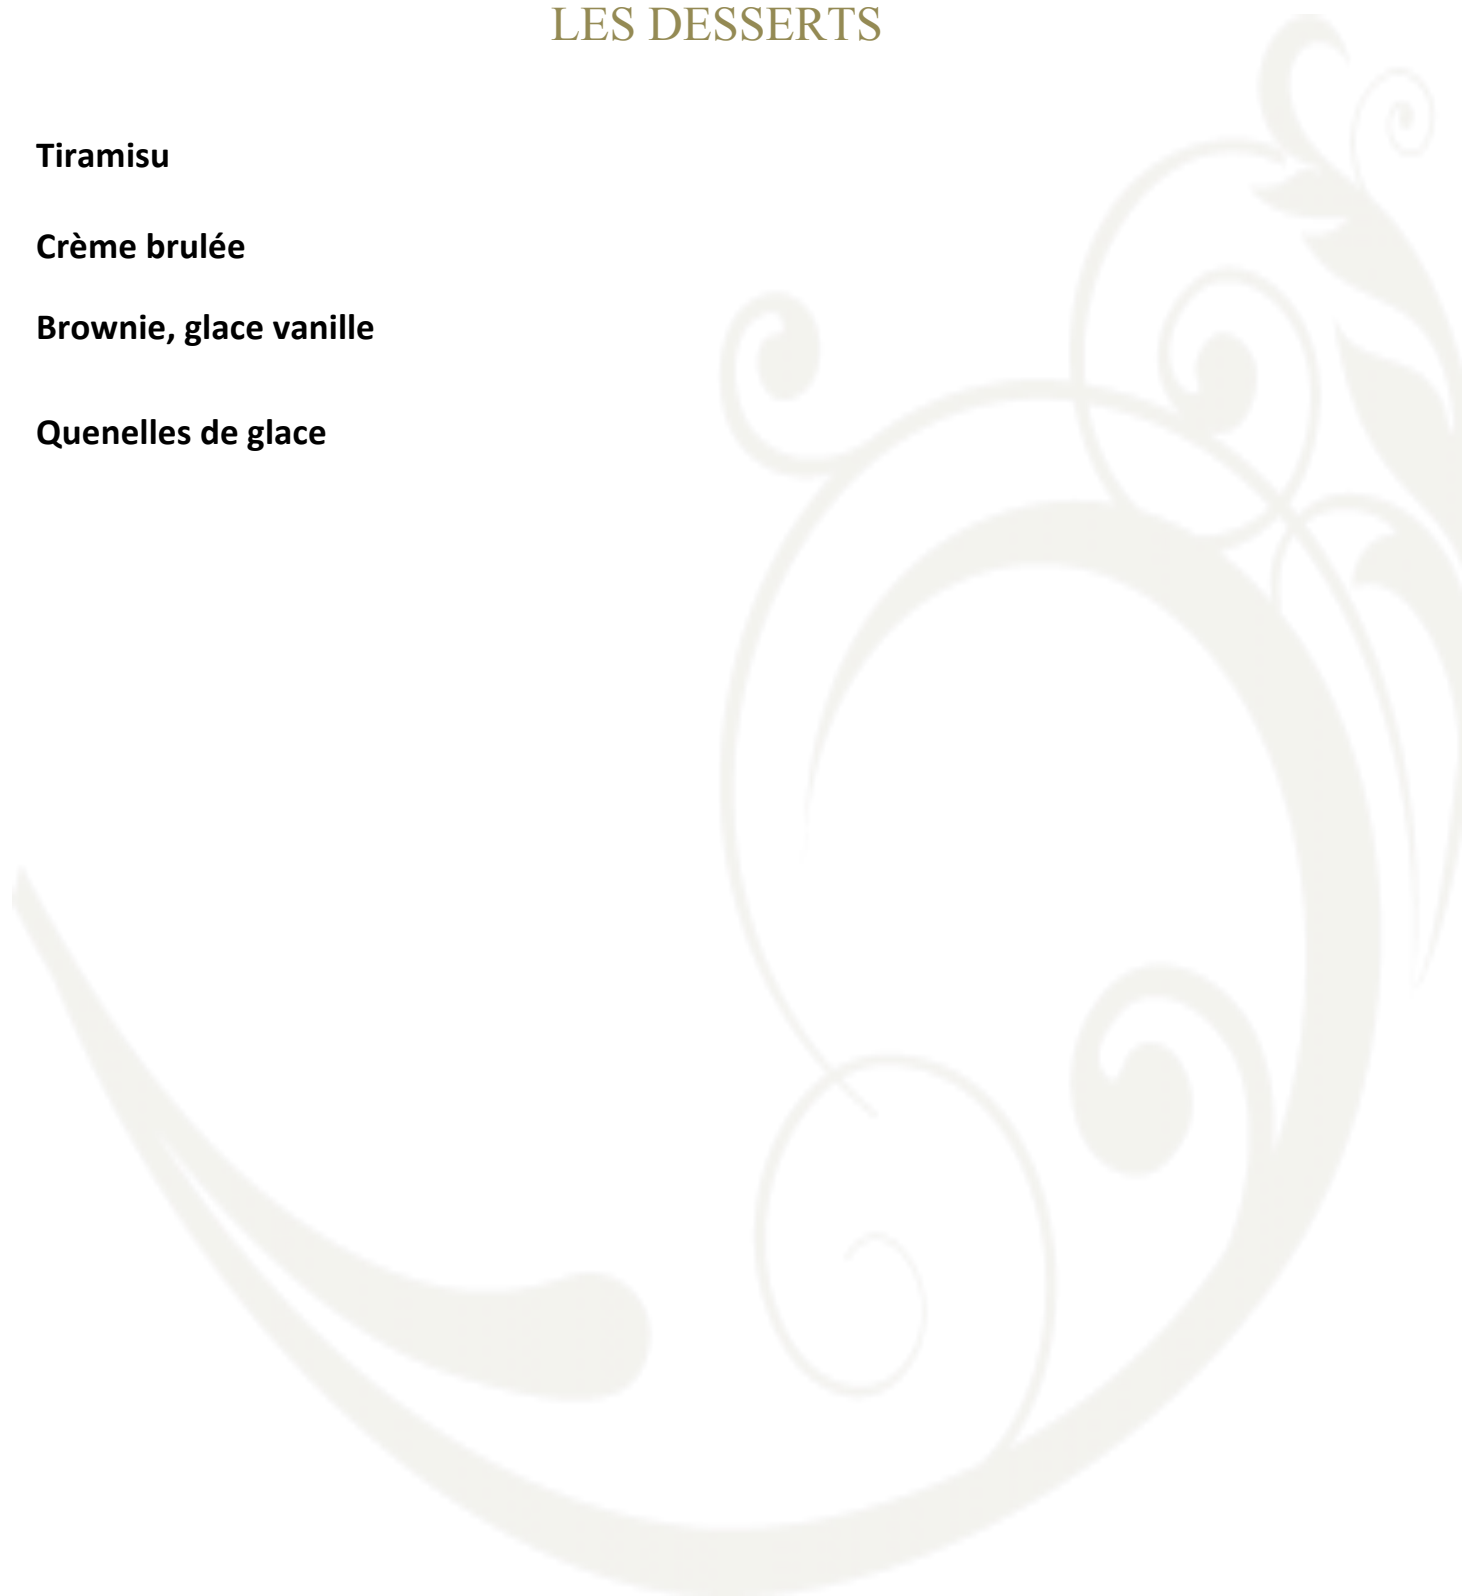 LES DESSERTS
Tiramisu
Crème brulée
Brownie, glace vanille
Quenelles de glace